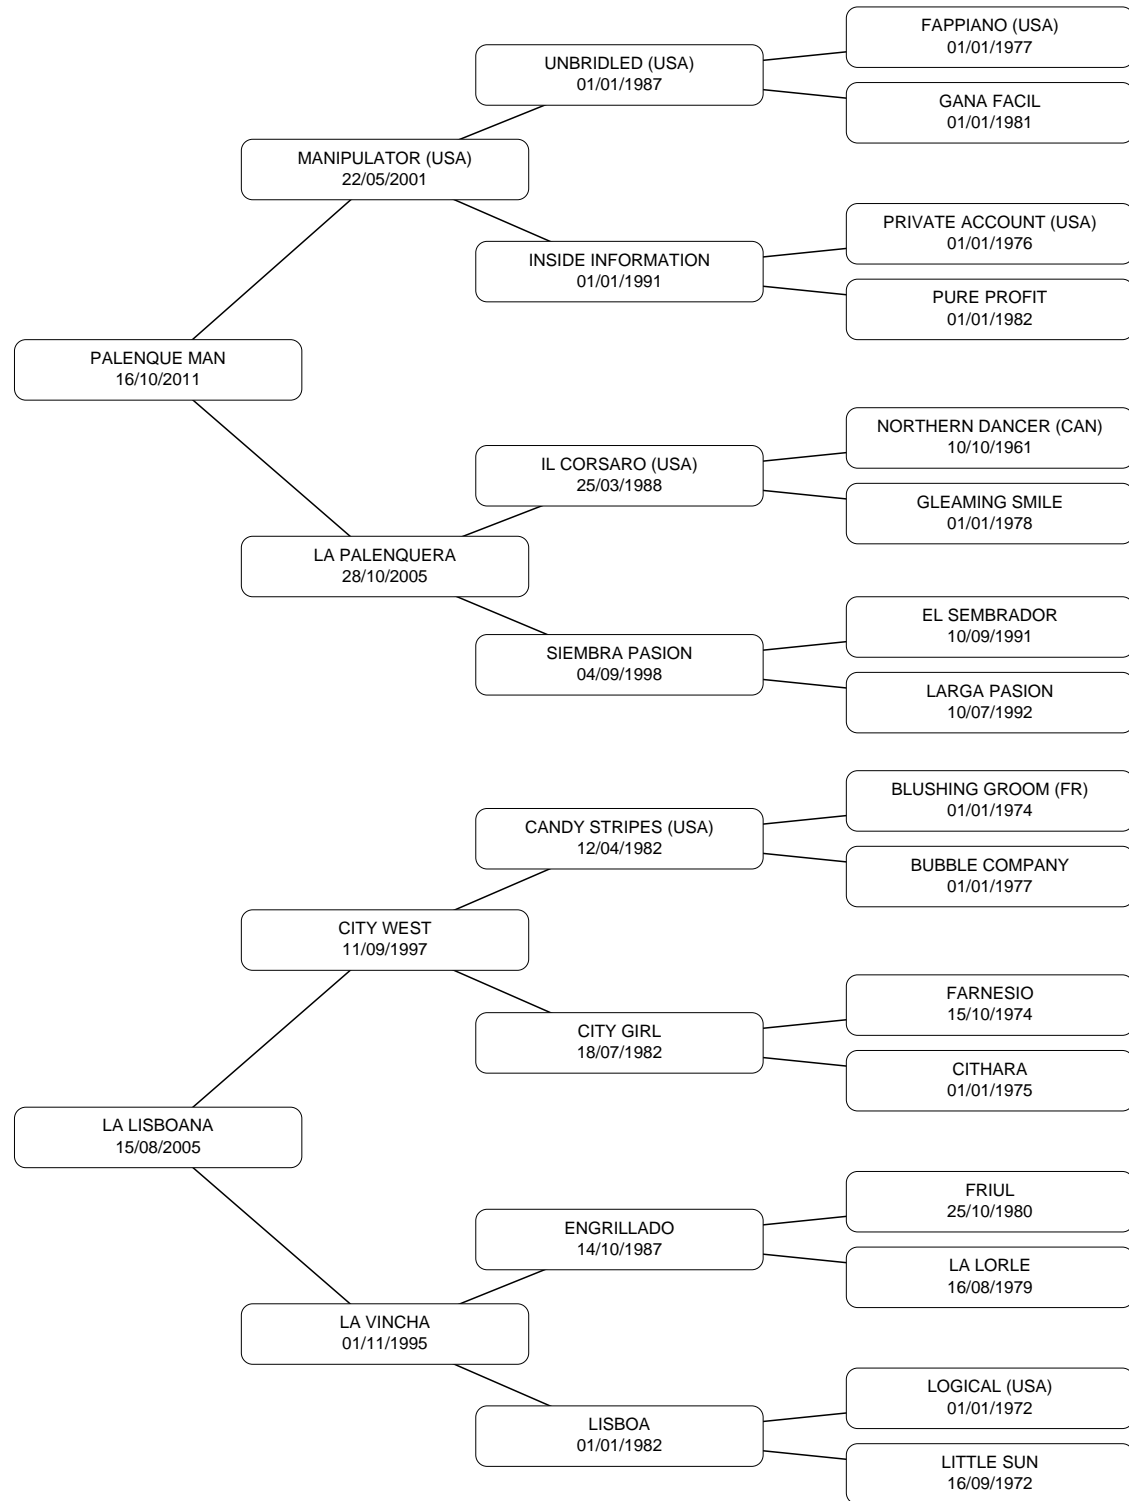 FAPPIANO (USA)
01/01/1977
UNBRIDLED (USA)
01/01/1987
GANA FACIL
01/01/1981
MANIPULATOR (USA)
22/05/2001
PRIVATE ACCOUNT (USA)
01/01/1976
INSIDE INFORMATION
01/01/1991
PURE PROFIT
01/01/1982
PALENQUE MAN
16/10/2011
NORTHERN DANCER (CAN)
10/10/1961
IL CORSARO (USA)
25/03/1988
GLEAMING SMILE
01/01/1978
LA PALENQUERA
28/10/2005
EL SEMBRADOR
10/09/1991
SIEMBRA PASION
04/09/1998
LARGA PASION
10/07/1992
BLUSHING GROOM (FR)
01/01/1974
CANDY STRIPES (USA)
12/04/1982
BUBBLE COMPANY
01/01/1977
CITY WEST
11/09/1997
FARNESIO
15/10/1974
CITY GIRL
18/07/1982
CITHARA
01/01/1975
LA LISBOANA
15/08/2005
FRIUL
25/10/1980
ENGRILLADO
14/10/1987
LA LORLE
16/08/1979
LA VINCHA
01/11/1995
LOGICAL (USA)
01/01/1972
LISBOA
01/01/1982
LITTLE SUN
16/09/1972